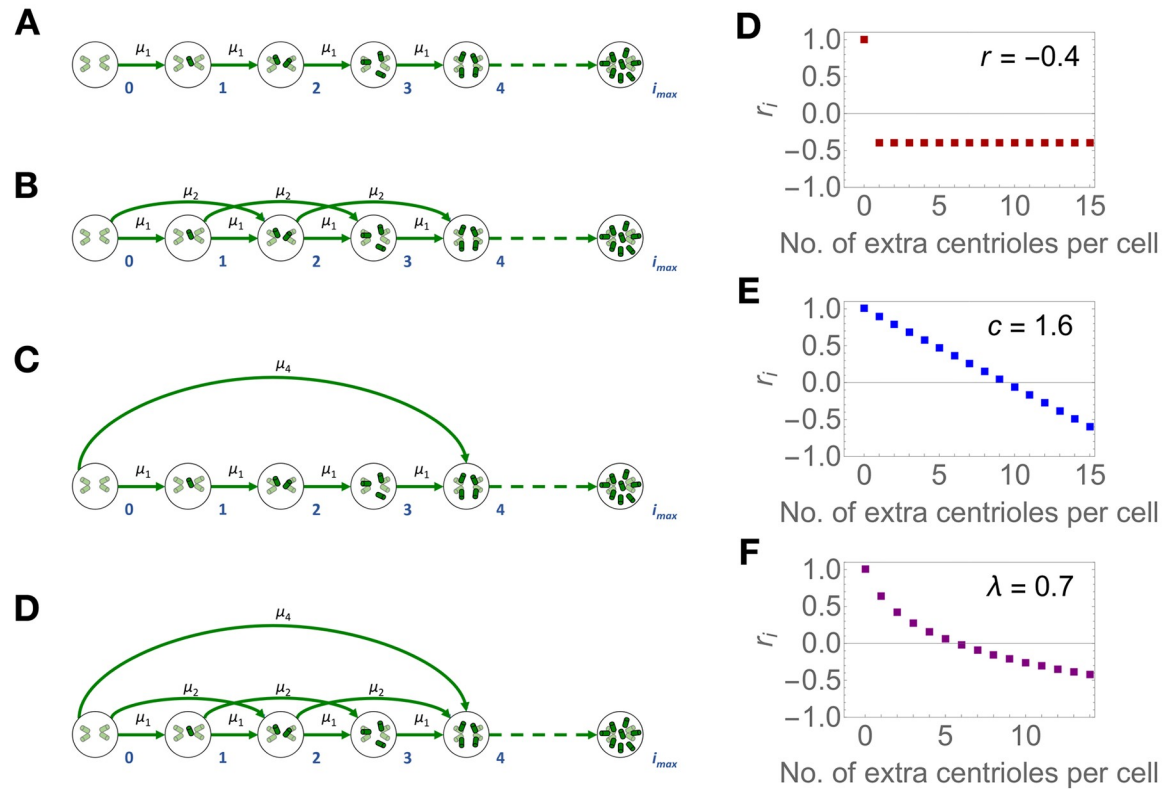 A
μ1 μ1 μ1 μ1
0 1 2 3 4 imax
B
μ2 μ2 μ2
μ1 μ1 μ1 μ1
0 1 2 3 4 imax
C
μ4
μ1 μ1 μ1 μ1
0 1 2 3 4 imax
D
μ4
μ2 μ2 μ2
μ1 μ1 μ1 μ1
0 1 2 3 4 imax
D
r = −0.4
ri
1.0
0.5
0.0
−0.5
−1.0
0 5 10 15
No. of extra centrioles per cell
E
c = 1.6
ri
1.0
0.5
0.0
−0.5
−1.0
0 5 10 15
No. of extra centrioles per cell
F
λ = 0.7
ri
1.0
0.5
0.0
−0.5
−1.0
0 5 10
No. of extra centrioles per cell